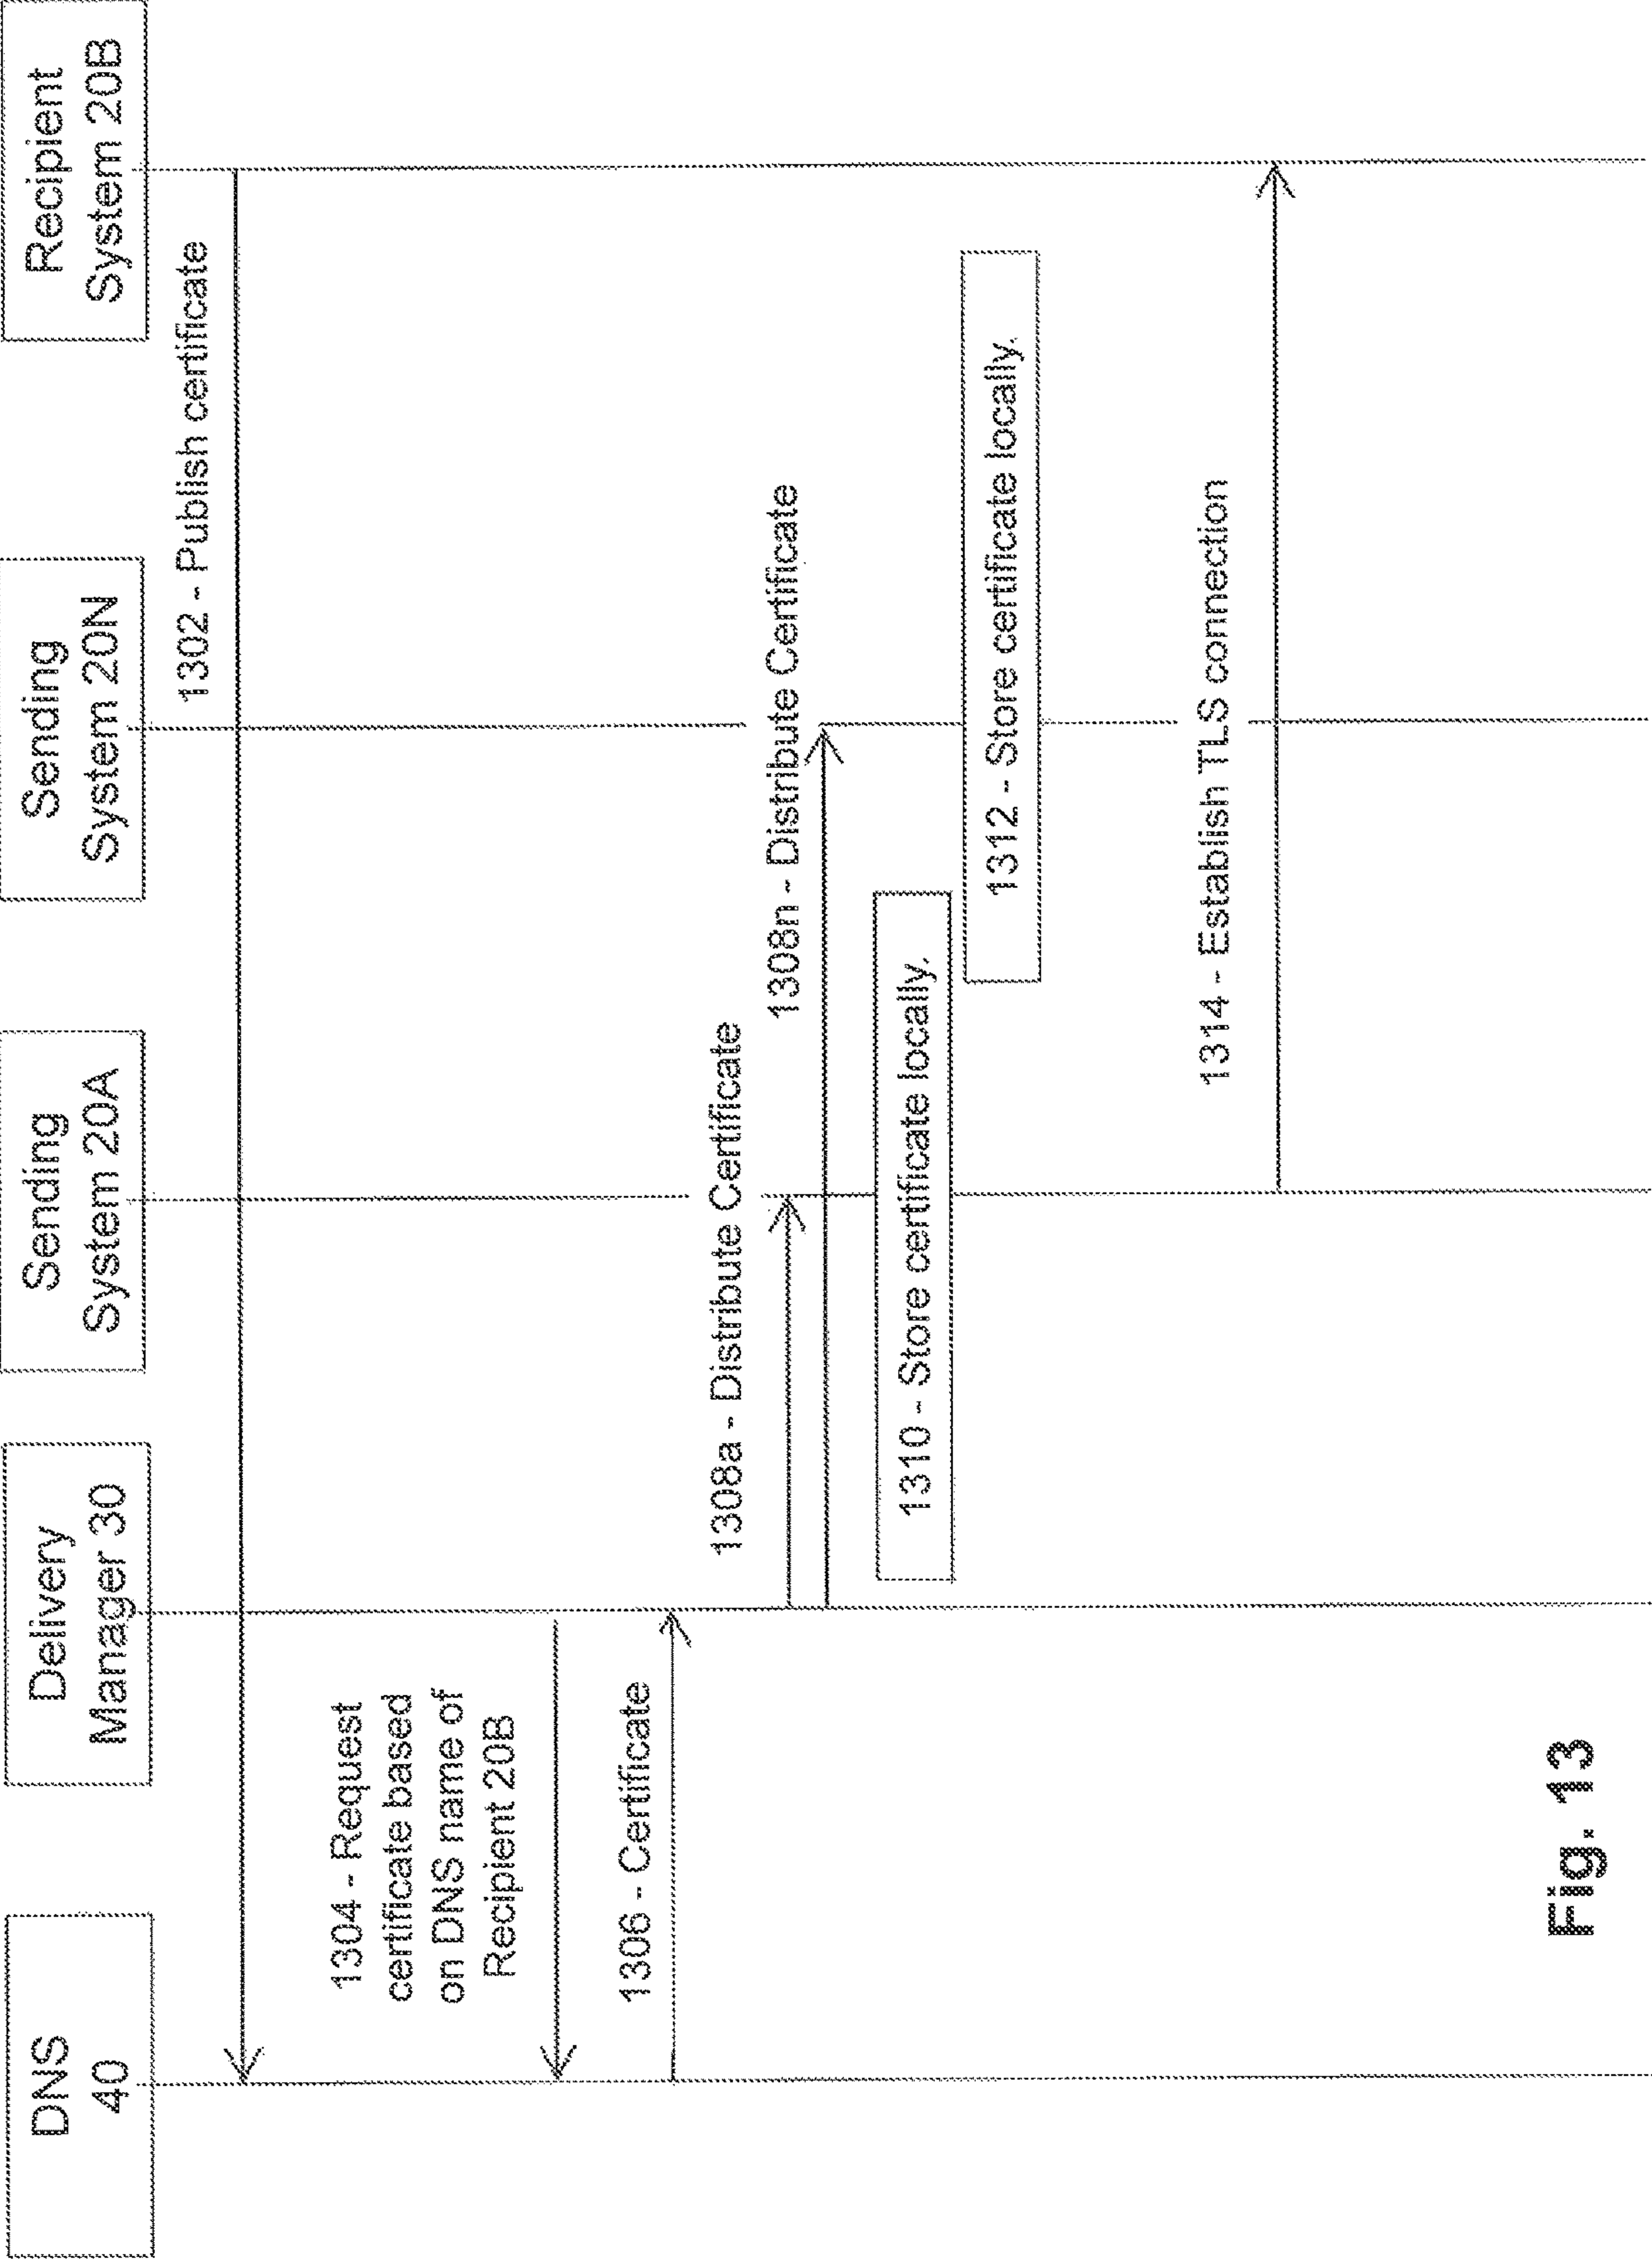 DNS
40
Delivery
Manager 30
Sending
System 20A
Sending
System 20N
Recipient
System 20B
1302 - Publish certificate
1304 - Request
certificate based
on DNS name of
Recipient 20B
1306 - Certificate
1308a - Distribute Certificate
1308n - Distribute Certificate
1310 - Store certificate locally.
1312 - Store certificate locally.
1314 - Establish TLS connection
Fig. 13